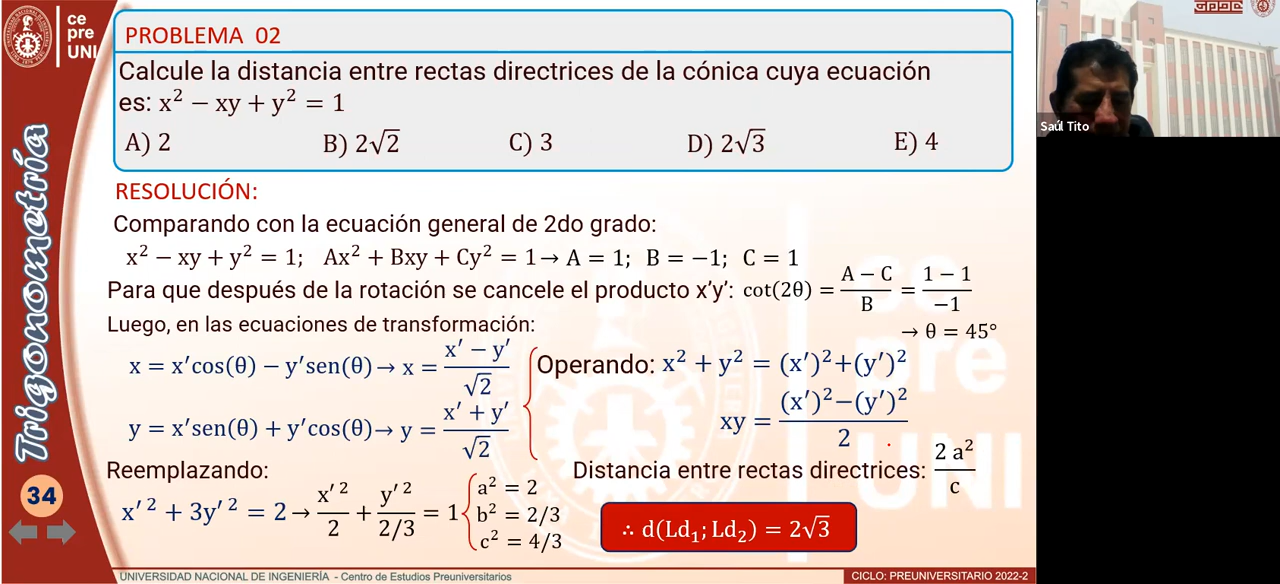 ce
pre
UNI
PROBLEMA 02
Calcule la distancia entre rectas directrices de la cónica cuya ecuación
es: x² − xy + y² = 1
A) 2 B) 2√2 C) 3 D) 2√3 E) 4
RESOLUCIÓN:
Comparando con la ecuación general de 2do grado:
x² − xy + y² = 1; Ax² + Bxy + Cy² = 1 → A = 1; B = −1; C = 1
Para que después de la rotación se cancele el producto x'y': cot(2θ) = (A − C)/B = (1 − 1)/(−1)
→ θ = 45°
Luego, en las ecuaciones de transformación:
x = x′cos(θ) − y′sen(θ) → x = (x′ − y′)/√2
y = x′sen(θ) + y′cos(θ) → y = (x′ + y′)/√2
Operando: x² + y² = (x′)²+(y′)²
xy = ((x′)²−(y′)²)/2
Reemplazando:
x′² + 3y′² = 2 → x′²/2 + y′²/(2/3) = 1
a² = 2
b² = 2/3
c² = 4/3
Distancia entre rectas directrices: 2 a²/c
∴ d(Ld₁; Ld₂) = 2√3
Trigonometría
34
UNIVERSIDAD NACIONAL DE INGENIERÍA - Centro de Estudios Preuniversitarios
CICLO: PREUNIVERSITARIO 2022-2
Saúl Tito